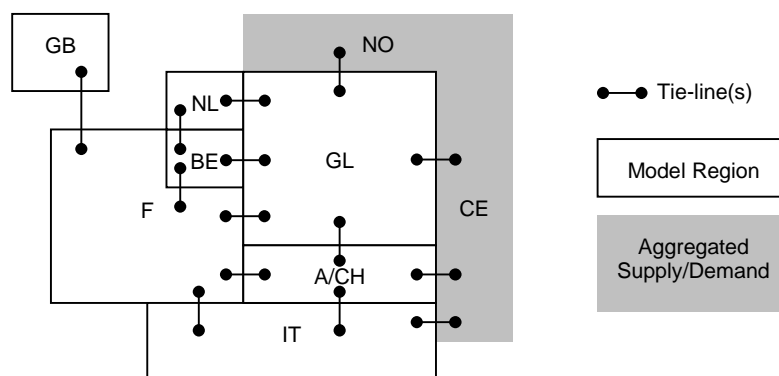 GB
NO
NL
Tie-line(s)
BE
GL
Model Region
F
CE
Aggregated
Supply/Demand
A/CH
IT